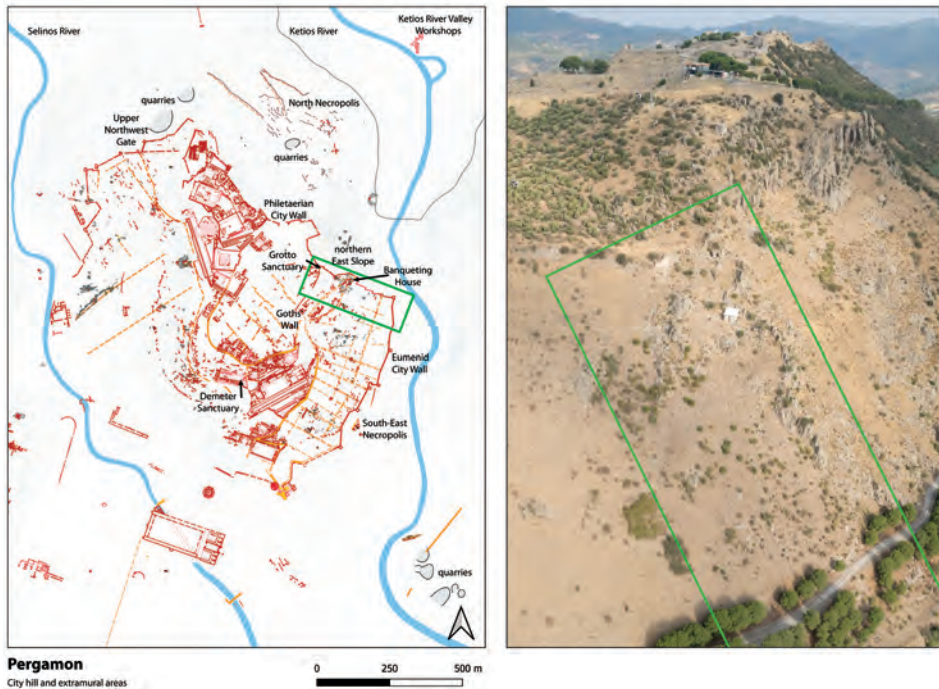 Selinos River
Ketios River
Ketios River Valley
Workshops
quarries
North Necropolis
Upper
Northwest
Gate
quarries
Philetaerian
City Wall
northern
East Slope
Grotto
Sanctuary
Banqueting
House
Goths'
Wall
Eumenid
City Wall
Demeter
Sanctuary
South-East
Necropolis
quarries
Pergamon
City hill and extramural areas
0 250 500 m